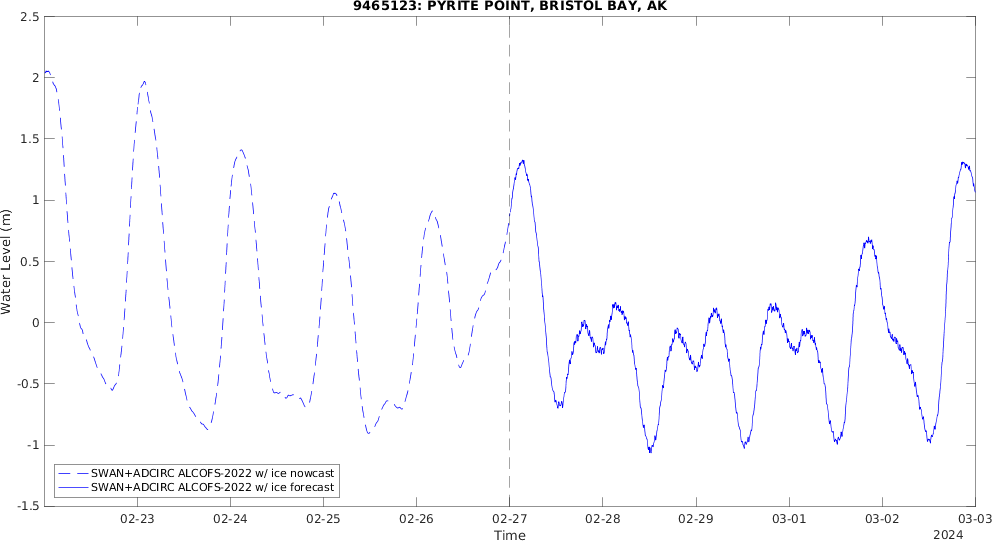 9465123: PYRITE POINT, BRISTOL BAY, AK
2.5
2
1.5
1
0.5
0
-0.5
-1
-1.5
Water Level (m)
SWAN+ADCIRC ALCOFS-2022 w/ ice nowcast
SWAN+ADCIRC ALCOFS-2022 w/ ice forecast
02-23 02-24 02-25 02-26 02-27 02-28 02-29 03-01 03-02 03-03
Time
2024